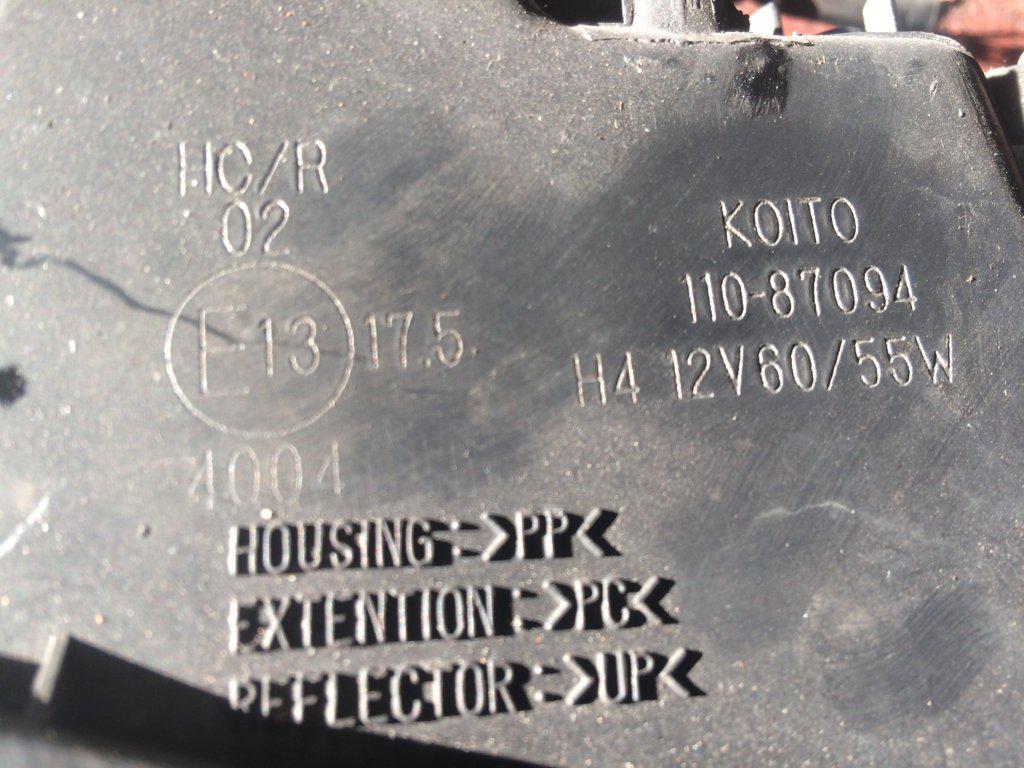 HC/R
02
E13 17.5
4004
KOITO
110-87094
H4 12V60/55W
HOUSING:>PP<
EXTENTION:>PC<
REFLECTOR:>UP<